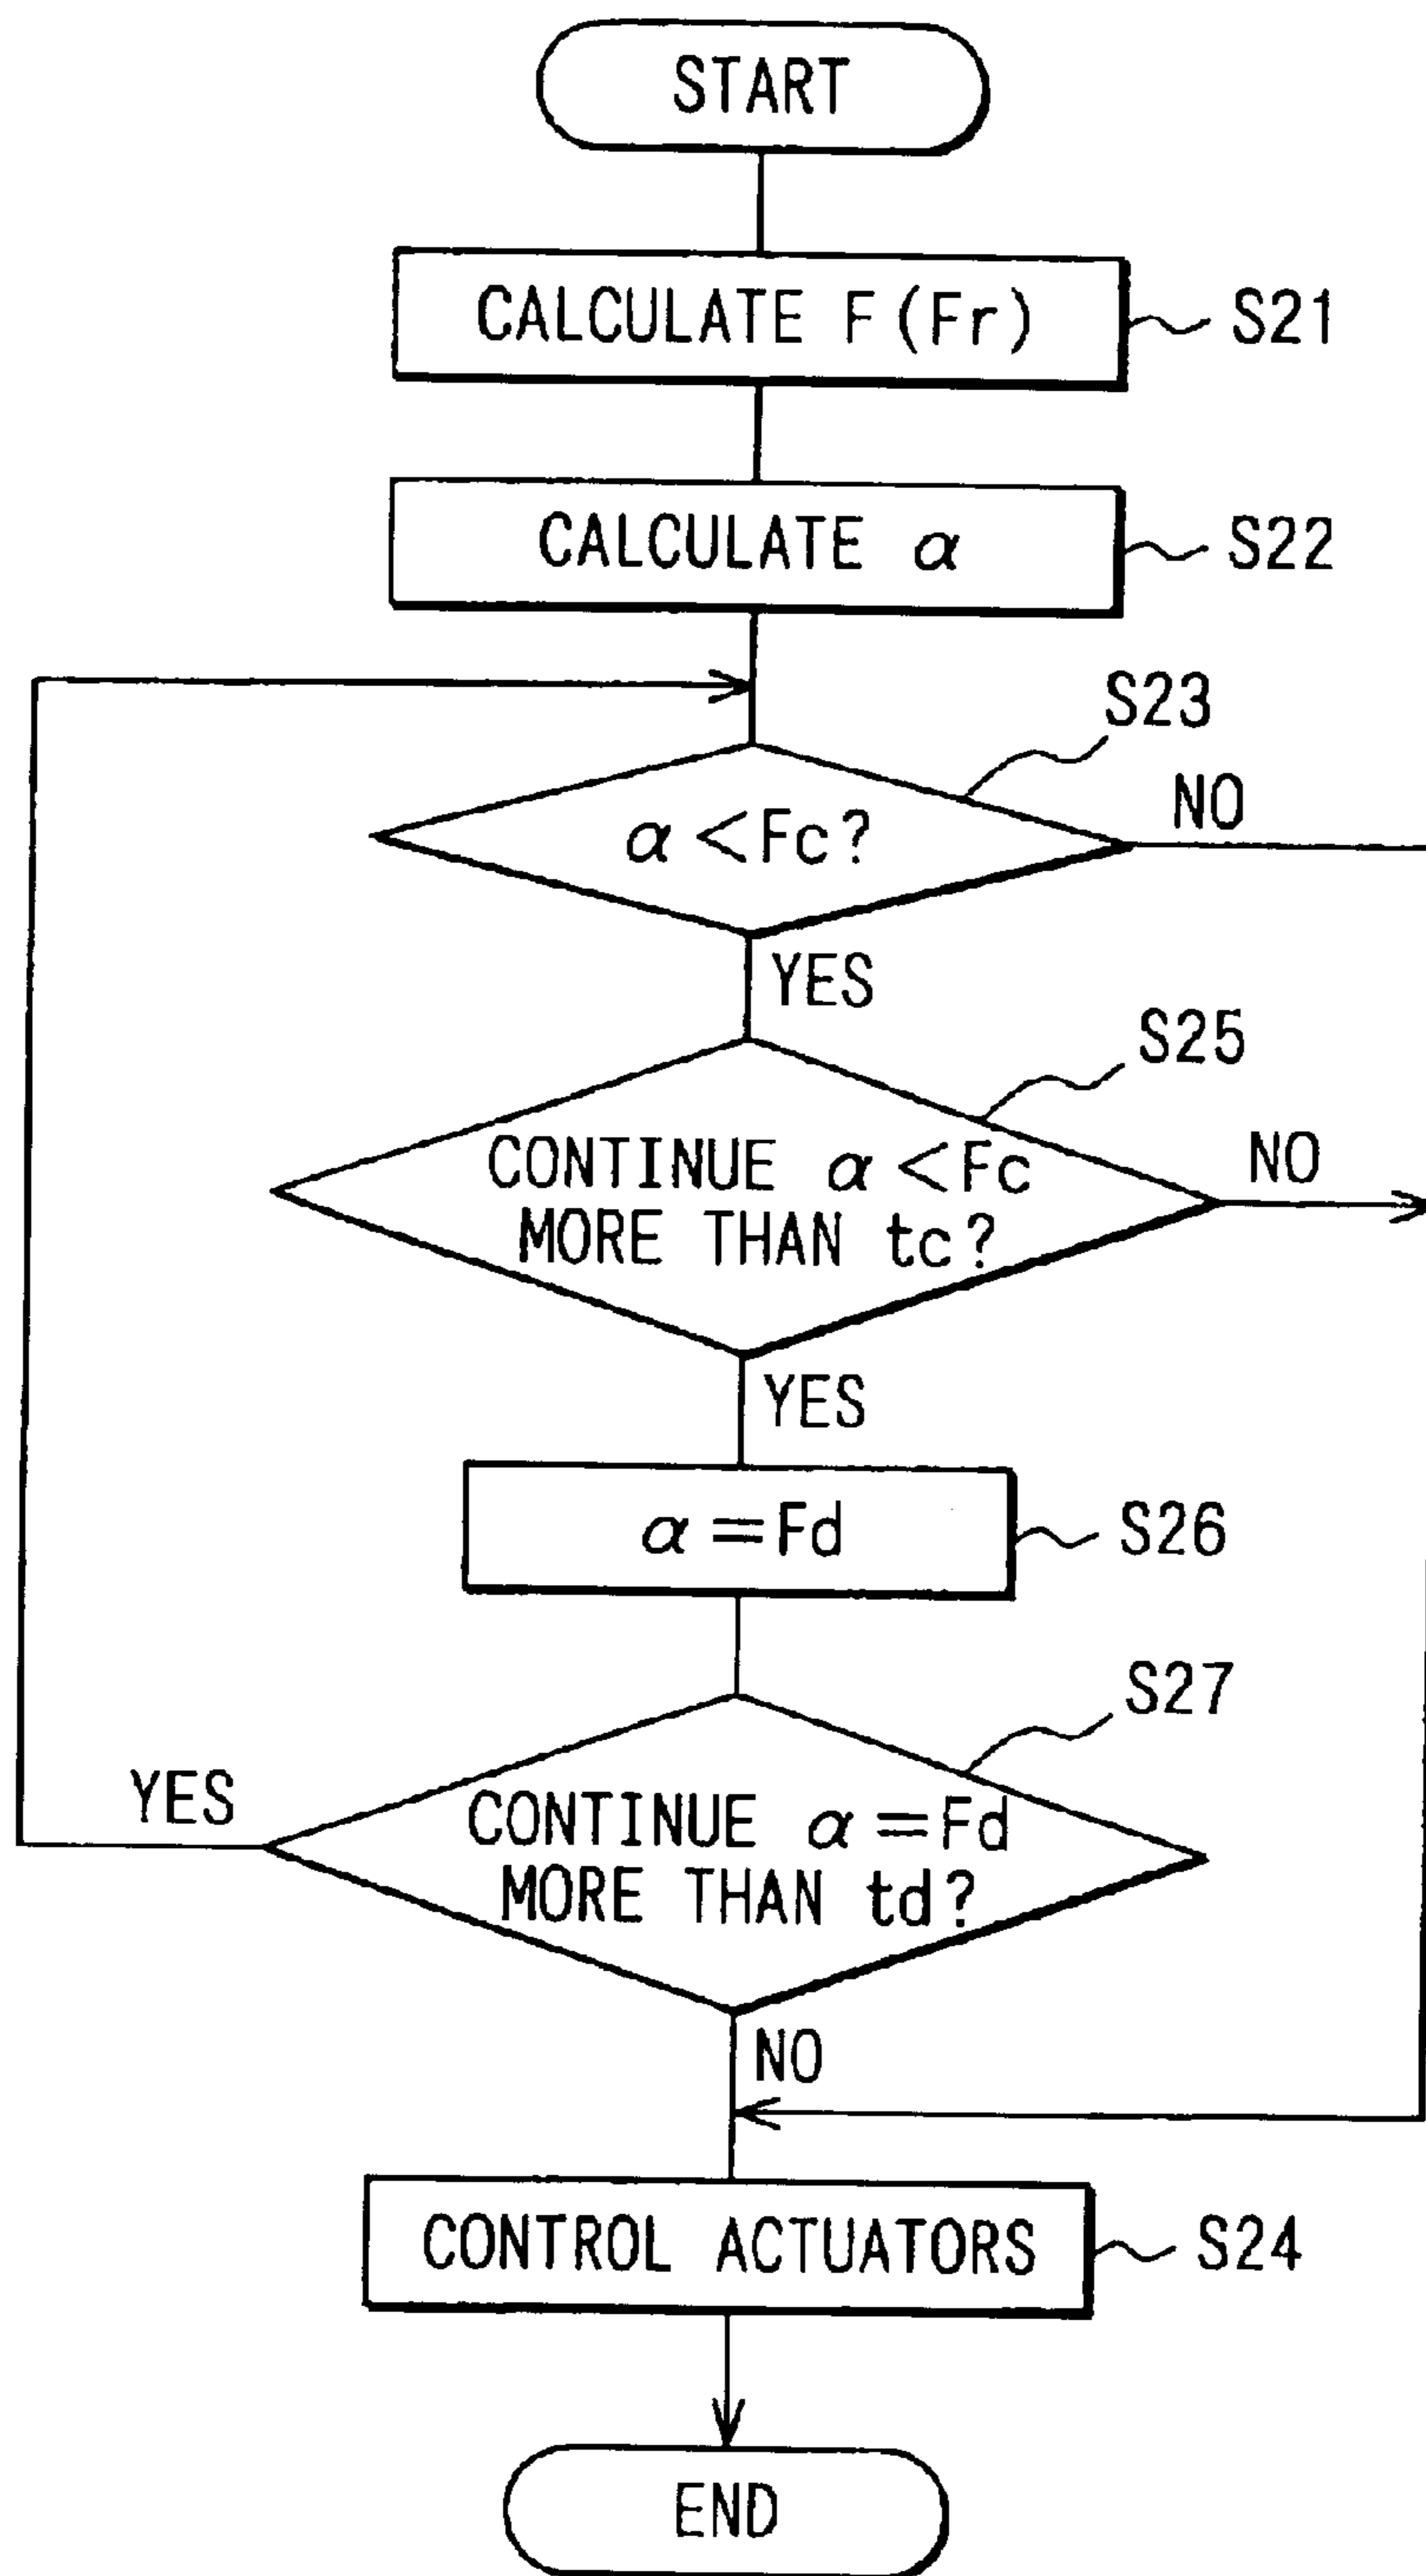 START
CALCULATE F(Fr)
S21
CALCULATE α
S22
S23
α<Fc?
NO
YES
S25
CONTINUE α<Fc
MORE THAN tc?
NO
YES
α=Fd
S26
S27
YES
CONTINUE α=Fd
MORE THAN td?
NO
CONTROL ACTUATORS
S24
END